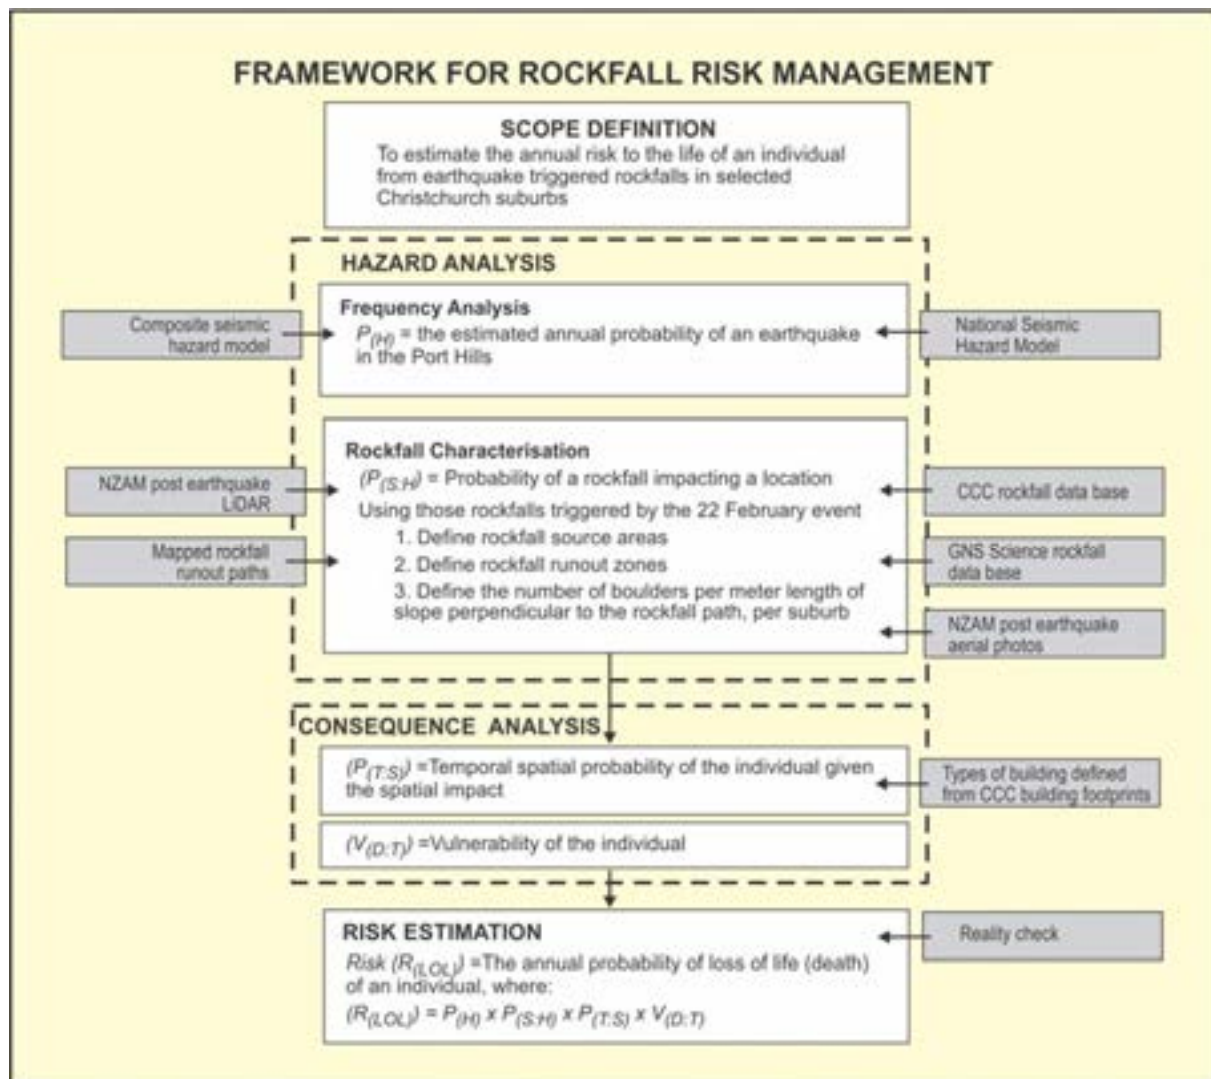 FRAMEWORK FOR ROCKFALL RISK MANAGEMENT
SCOPE DEFINITION
To estimate the annual risk to the life of an individual
from earthquake triggered rockfalls in selected
Christchurch suburbs
HAZARD ANALYSIS
Frequency Analysis
P(H) = the estimated annual probability of an earthquake
in the Port Hills
Composite seismic
hazard model
National Seismic
Hazard Model
Rockfall Characterisation
(P(S:H) = Probability of a rockfall impacting a location
Using those rockfalls triggered by the 22 February event
1. Define rockfall source areas
2. Define rockfall runout zones
3. Define the number of boulders per meter length of
slope perpendicular to the rockfall path, per suburb
NZAM post earthquake
LiDAR
Mapped rockfall
runout paths
CCC rockfall data base
GNS Science rockfall
data base
NZAM post earthquake
aerial photos
CONSEQUENCE ANALYSIS
(P(T:S)) =Temporal spatial probability of the individual given
the spatial impact
Types of building defined
from CCC building footprints
(V(D:T)) =Vulnerability of the individual
RISK ESTIMATION
Risk (R(LOL)) =The annual probability of loss of life (death)
of an individual, where:
(R(LOL)) = P(H) x P(S:H) x P(T:S) x V(D:T)
Reality check